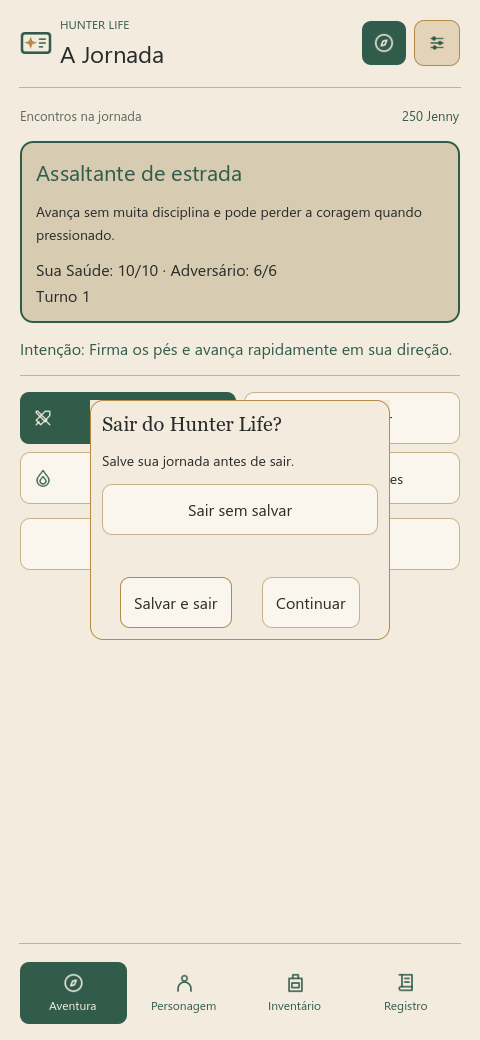 HUNTER LIFE
A Jornada
Encontros na jornada
250 Jenny
Assaltante de estrada
Avança sem muita disciplina e pode perder a coragem quando
pressionado.
Sua Saúde: 10/10 · Adversário: 6/6
Turno 1
Intenção: Firma os pés e avança rapidamente em sua direção.
Sair do Hunter Life?
Salve sua jornada antes de sair.
Sair sem salvar
Salvar e sair
Continuar
Aventura
Personagem
Inventário
Registro